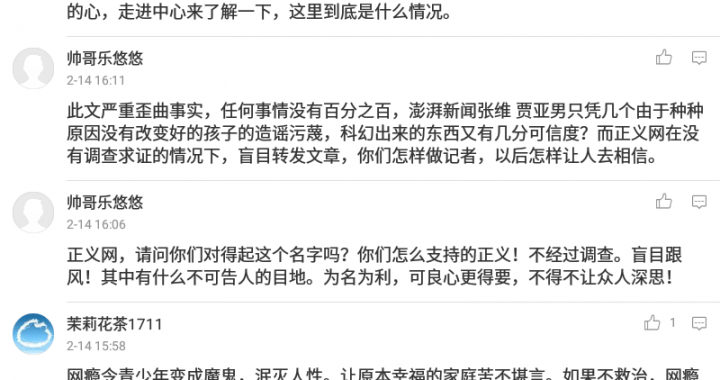 的心，走进中心来了解一下，这里到底是什么情况。
帅哥乐悠悠
2-14 16:11
此文严重歪曲事实，任何事情没有百分之百，澎湃新闻张维 贾亚男只凭几个由于种种
原因没有改变好的孩子的造谣污蔑，科幻出来的东西又有几分可信度？而正义网在没
有调查求证的情况下，盲目转发文章，你们怎样做记者，以后怎样让人去相信。
帅哥乐悠悠
2-14 16:06
正义网，请问你们对得起这个名字吗？你们怎么支持的正义！不经过调查。盲目跟
风！其中有什么不可告人的目地。为名为利，可良心更得要，不得不让众人深思！
茉莉花茶1711
1
2-14 15:58
网瘾令青少年变成魔鬼，泯灭人性。让原本幸福的家庭苦不堪言。如果不救治，网瘾